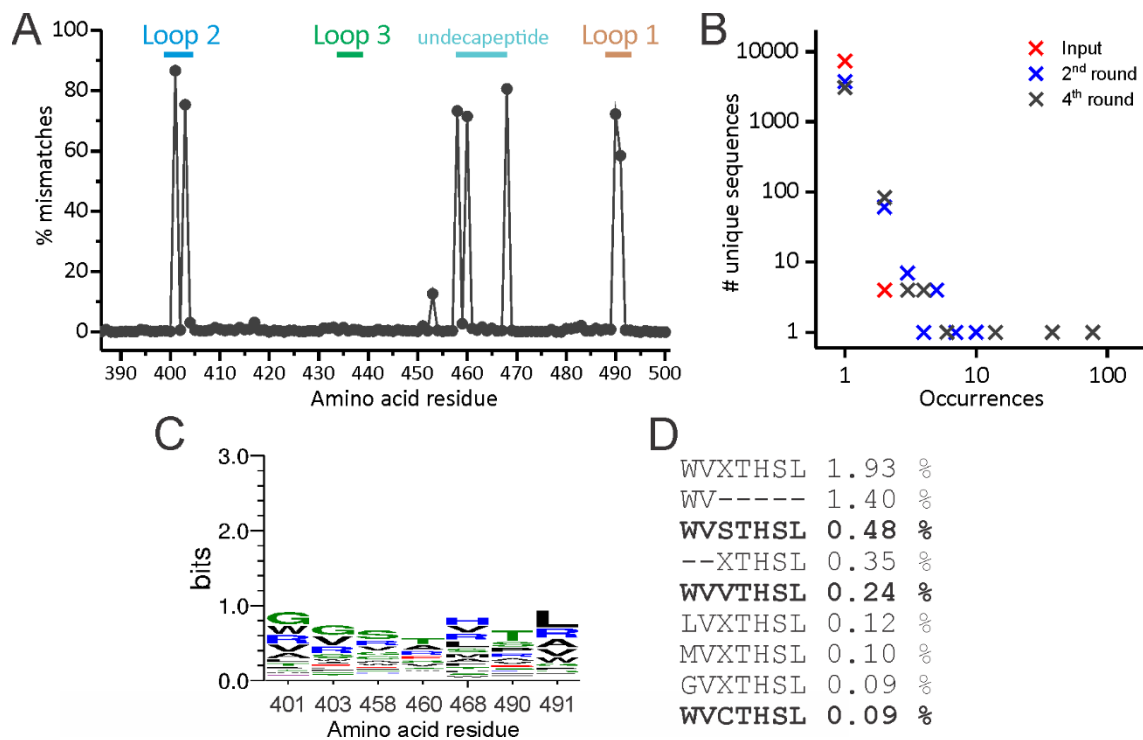 A
Loop 2
Loop 3
undecapeptide
Loop 1
% mismatches
100
80
60
40
20
0
390 400 410 420 430 440 450 460 470 480 490 500
Amino acid residue
B
# unique sequences
10000
1000
100
10
1
1 10 100
Occurrences
Input
2nd round
4th round
C
bits
3.0
2.0
1.0
0.0
401 403 458 460 468 490 491
Amino acid residue
D
WVXTHSL 1.93 %
WV----- 1.40 %
WVSTHSL 0.48 %
--XTHSL 0.35 %
WVVTHSL 0.24 %
LVXTHSL 0.12 %
MVXTHSL 0.10 %
GVXTHSL 0.09 %
WVCTHSL 0.09 %